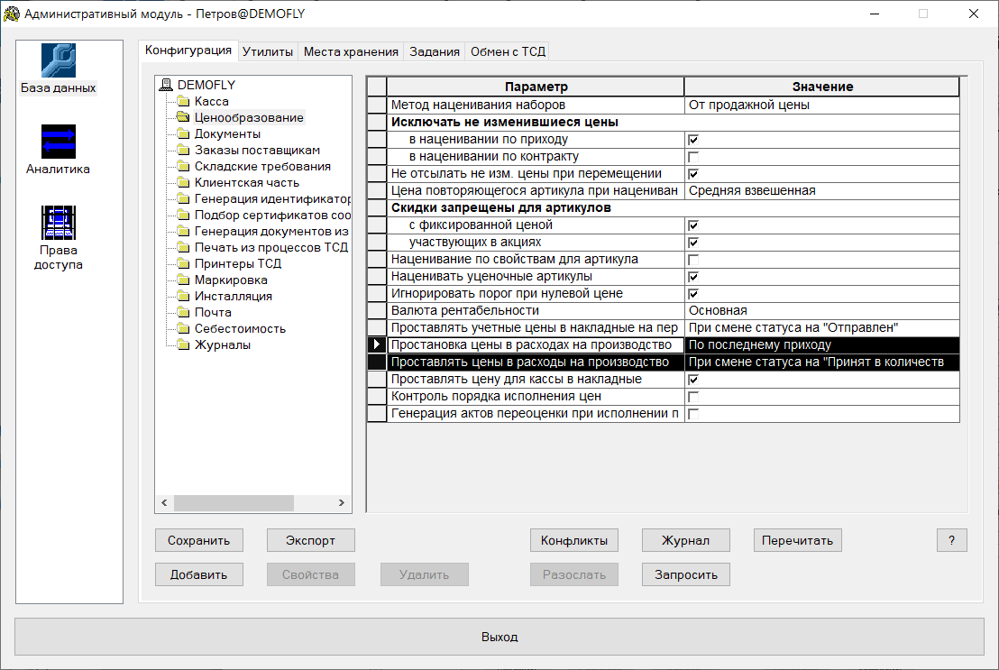 Административный модуль - Петров@DEMOFLY
База данных
Аналитика
Права
доступа
Конфигурация Утилиты Места хранения Задания Обмен с ТСД
DEMOFLY
Касса
Ценообразование
Документы
Заказы поставщикам
Складские требования
Клиентская часть
Генерация идентификатор
Подбор сертификатов соо
Генерация документов из
Печать из процессов ТСД
Принтеры ТСД
Маркировка
Инсталляция
Почта
Себестоимость
Журналы
Параметр Значение
Метод наценивания наборов От продажной цены
Исключать не изменившиеся цены
в наценивании по приходу
в наценивании по контракту
Не отсылать не изм. цены при перемещении
Цена повторяющегося артикула при нацениван Средняя взвешенная
Скидки запрещены для артикулов
с фиксированной ценой
участвующих в акциях
Наценивание по свойствам для артикула
Наценивать уценочные артикулы
Игнорировать порог при нулевой цене
Валюта рентабельности Основная
Проставлять учетные цены в накладные на пер При смене статуса на "Отправлен"
Простановка цены в расходах на производство По последнему приходу
Проставлять цены в расходы на производство При смене статуса на "Принят в количеств
Проставлять цену для кассы в накладные
Контроль порядка исполнения цен
Генерация актов переоценки при исполнении п
Сохранить Экспорт Конфликты Журнал Перечитать ?
Добавить Свойства Удалить Разослать Запросить
Выход